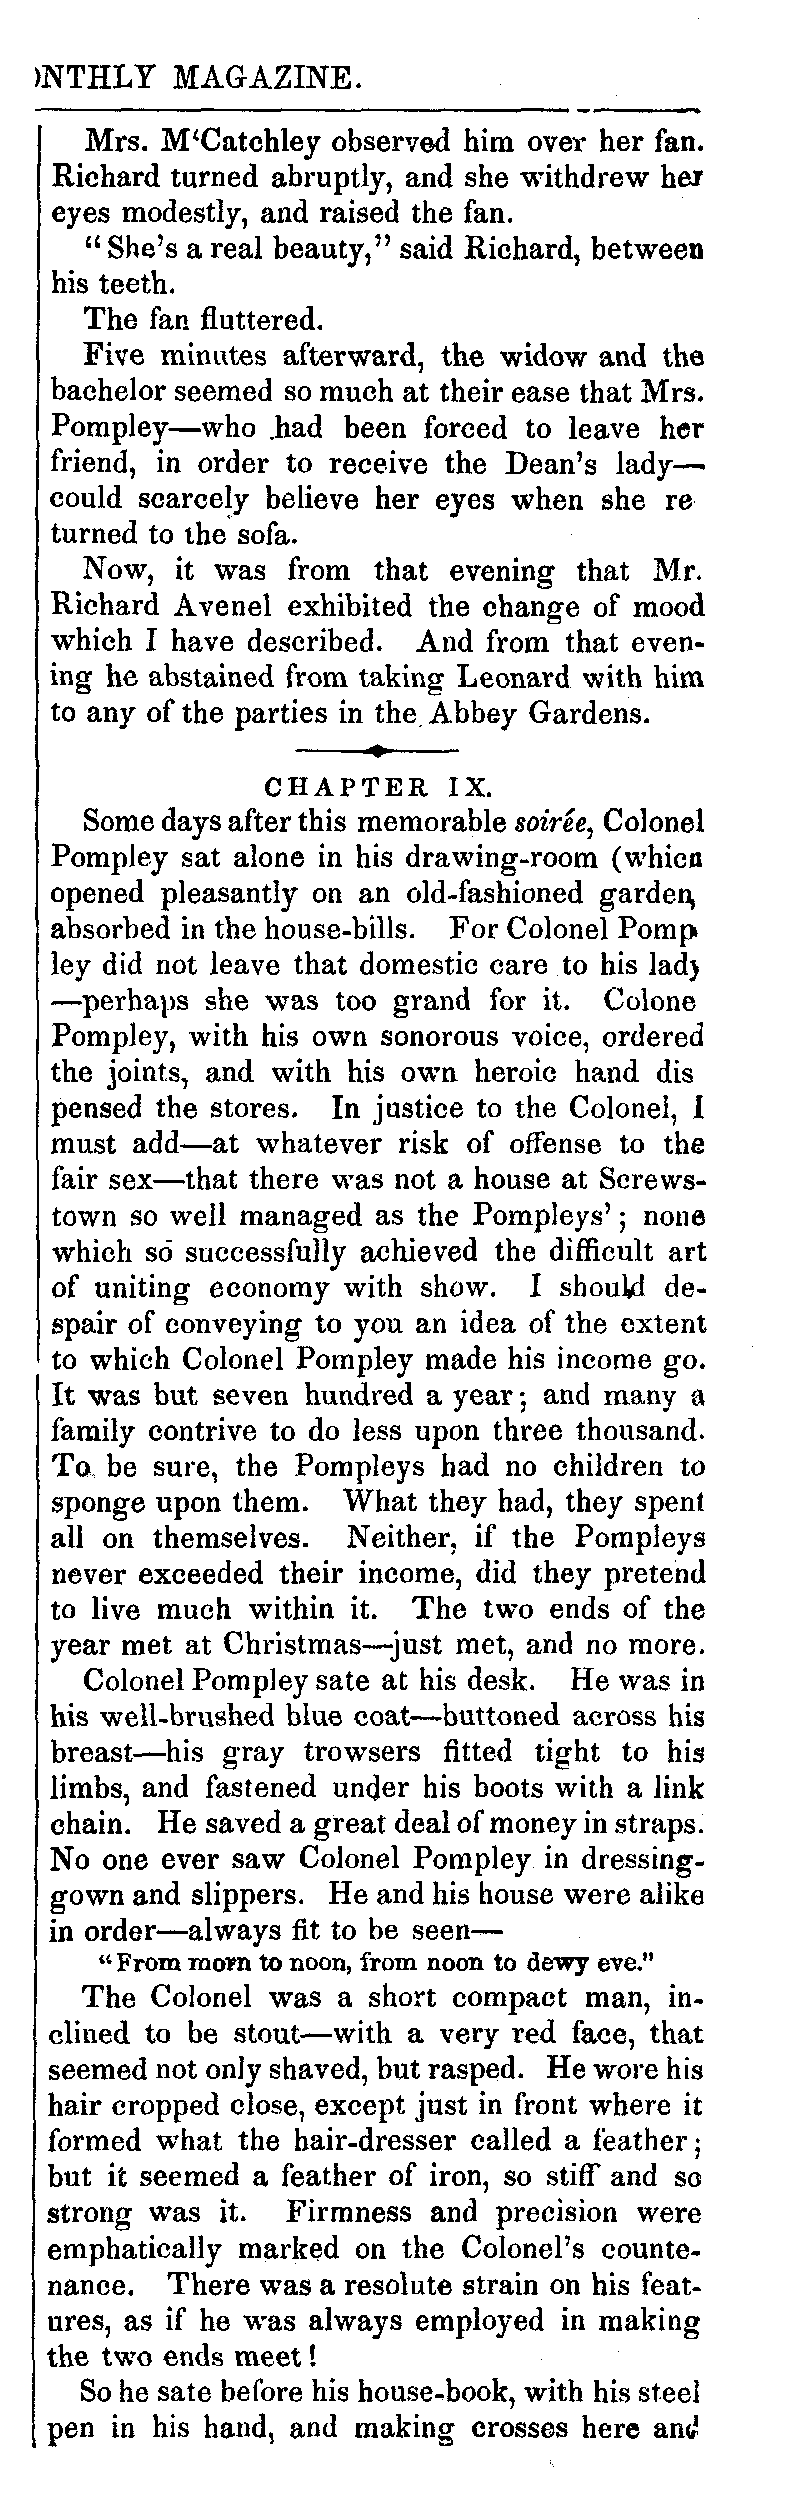 ONTHLY MAGAZINE.
Mrs. M‘Catchley observed him over her fan.
Richard turned abruptly, and she withdrew her
eyes modestly, and raised the fan.
“She’s a real beauty,” said Richard, between
his teeth.
The fan fluttered.
Five minutes afterward, the widow and the
bachelor seemed so much at their ease that Mrs.
Pompley—who had been forced to leave her
friend, in order to receive the Dean’s lady—
could scarcely believe her eyes when she re
turned to the sofa.
Now, it was from that evening that Mr.
Richard Avenel exhibited the change of mood
which I have described. And from that even-
ing he abstained from taking Leonard with him
to any of the parties in the Abbey Gardens.
CHAPTER IX.
Some days after this memorable soirée, Colonel
Pompley sat alone in his drawing-room (which
opened pleasantly on an old-fashioned garden,
absorbed in the house-bills. For Colonel Pomp
ley did not leave that domestic care to his lady
—perhaps she was too grand for it. Colone
Pompley, with his own sonorous voice, ordered
the joints, and with his own heroic hand dis
pensed the stores. In justice to the Colonel, I
must add—at whatever risk of offense to the
fair sex—that there was not a house at Screws-
town so well managed as the Pompleys’; none
which so successfully achieved the difficult art
of uniting economy with show. I should de-
spair of conveying to you an idea of the extent
to which Colonel Pompley made his income go.
It was but seven hundred a year; and many a
family contrive to do less upon three thousand.
To be sure, the Pompleys had no children to
sponge upon them. What they had, they spent
all on themselves. Neither, if the Pompleys
never exceeded their income, did they pretend
to live much within it. The two ends of the
year met at Christmas—just met, and no more.
Colonel Pompley sate at his desk. He was in
his well-brushed blue coat—buttoned across his
breast—his gray trowsers fitted tight to his
limbs, and fastened under his boots with a link
chain. He saved a great deal of money in straps.
No one ever saw Colonel Pompley in dressing-
gown and slippers. He and his house were alike
in order—always fit to be seen—
“From morn to noon, from noon to dewy eve.”
The Colonel was a short compact man, in-
clined to be stout—with a very red face, that
seemed not only shaved, but rasped. He wore his
hair cropped close, except just in front where it
formed what the hair-dresser called a feather;
but it seemed a feather of iron, so stiff and so
strong was it. Firmness and precision were
emphatically marked on the Colonel’s counte-
nance. There was a resolute strain on his feat-
ures, as if he was always employed in making
the two ends meet!
So he sate before his house-book, with his steel
pen in his hand, and making crosses here and